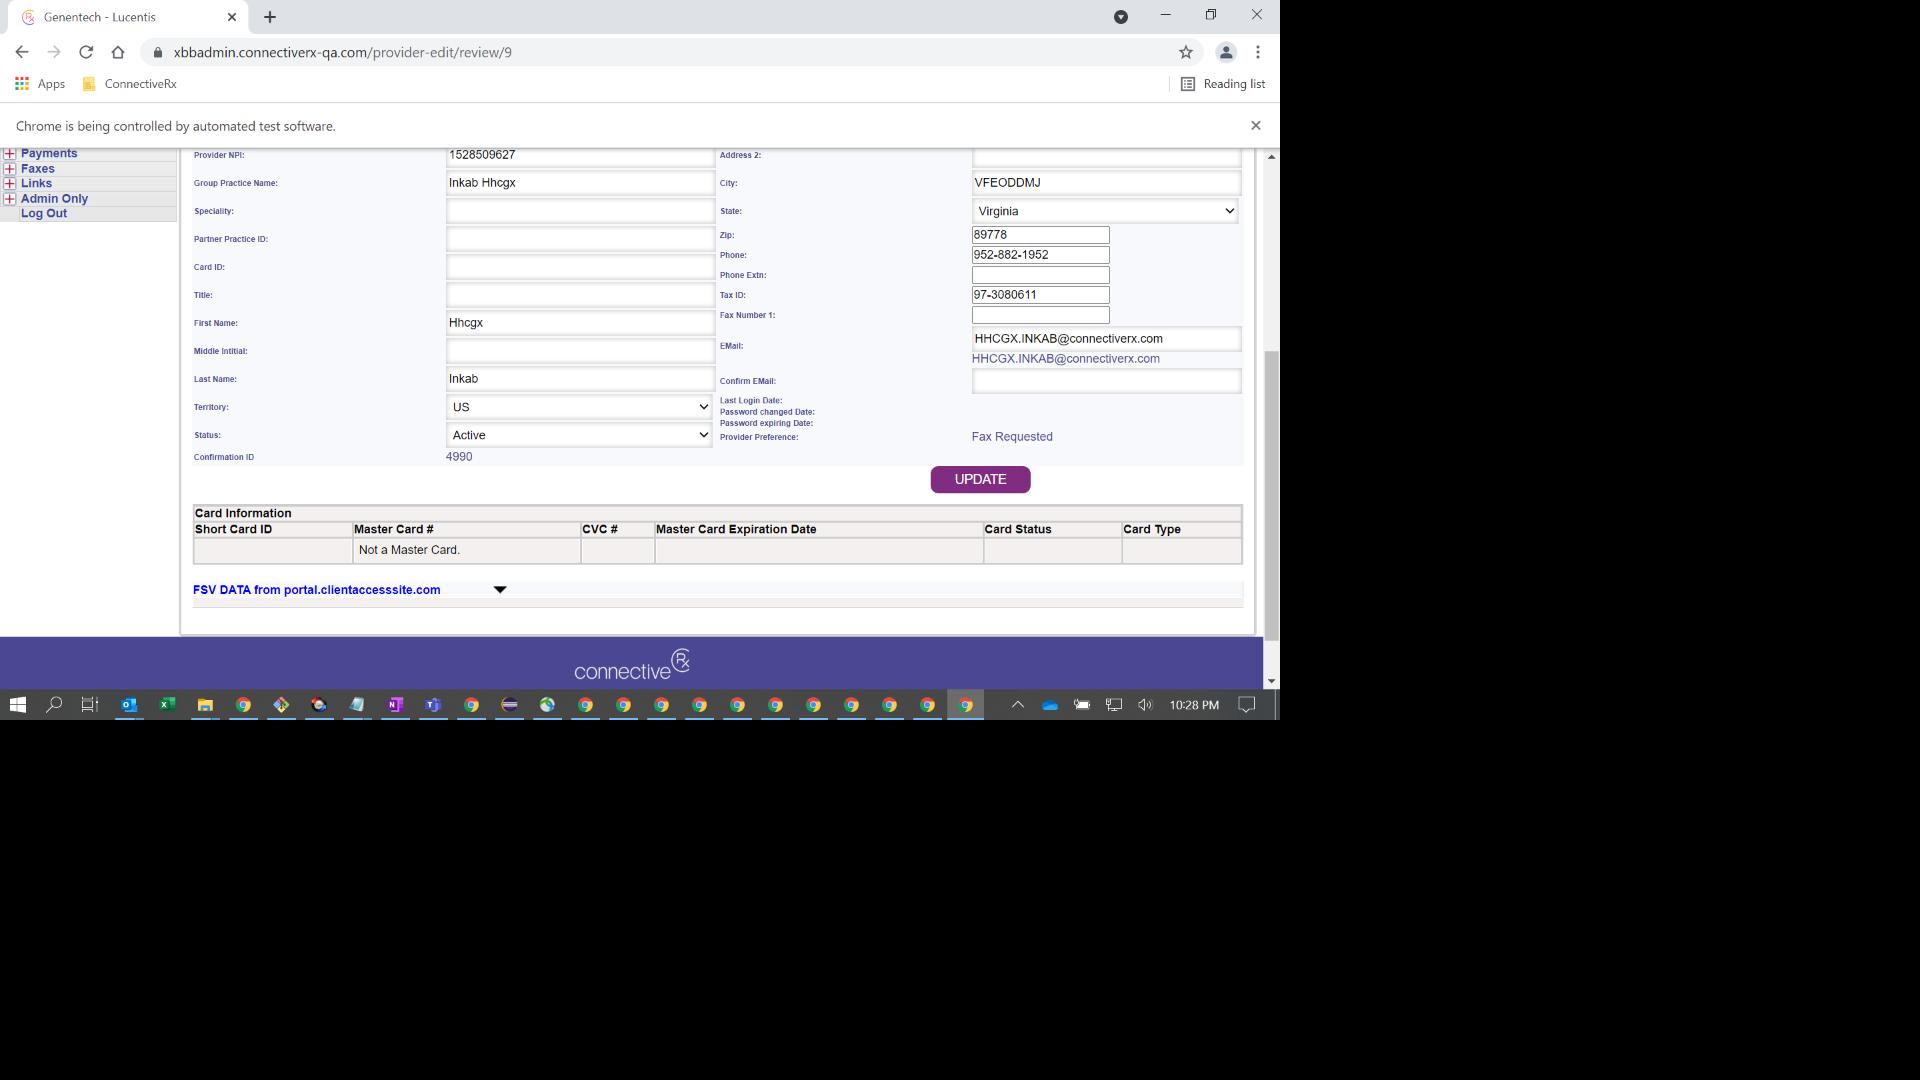 Genentech - Lucentis
xbbadmin.connectiverx-qa.com/provider-edit/review/9
Apps ConnectiveRx Reading list
Chrome is being controlled by automated test software.
Payments
Faxes
Links
Admin Only
Log Out
Provider NPI: 1528509627 Address 2:
Group Practice Name: Inkab Hhcgx City: VFEODDMJ
Speciality: State: Virginia
Partner Practice ID: Zip: 89778
Phone: 952-882-1952
Card ID: Phone Extn:
Title: Tax ID: 97-3080611
First Name: Hhcgx Fax Number 1:
Middle Intitial: EMail: HHCGX.INKAB@connectiverx.com
HHCGX.INKAB@connectiverx.com
Last Name: Inkab Confirm EMail:
Territory: US Last Login Date:
Password changed Date:
Password expiring Date:
Status: Active Provider Preference: Fax Requested
Confirmation ID 4990
UPDATE
Card Information
Short Card ID Master Card # CVC # Master Card Expiration Date Card Status Card Type
Not a Master Card.
FSV DATA from portal.clientaccesssite.com
connective Rx
10:28 PM